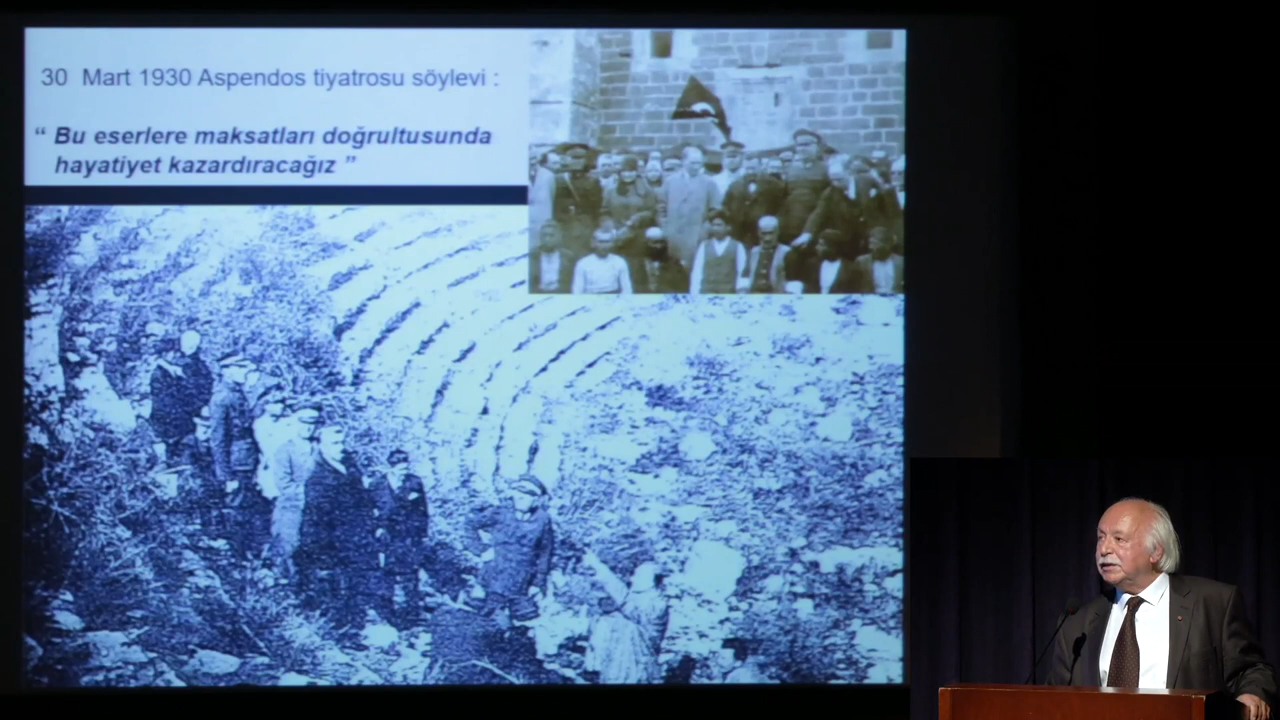 30 Mart 1930 Aspendos tiyatrosu söylevi :
“ Bu eserlere maksatları doğrultusunda
hayatiyet kazardıracağız ”